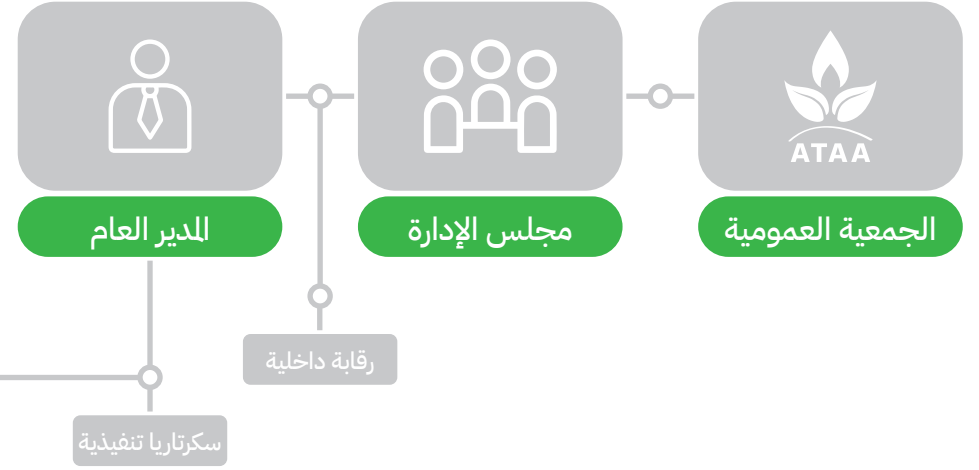 ATAA
الجمعية العمومية
مجلس الإدارة
المدير العام
رقابة داخلية
سكرتاريا تنفيذية